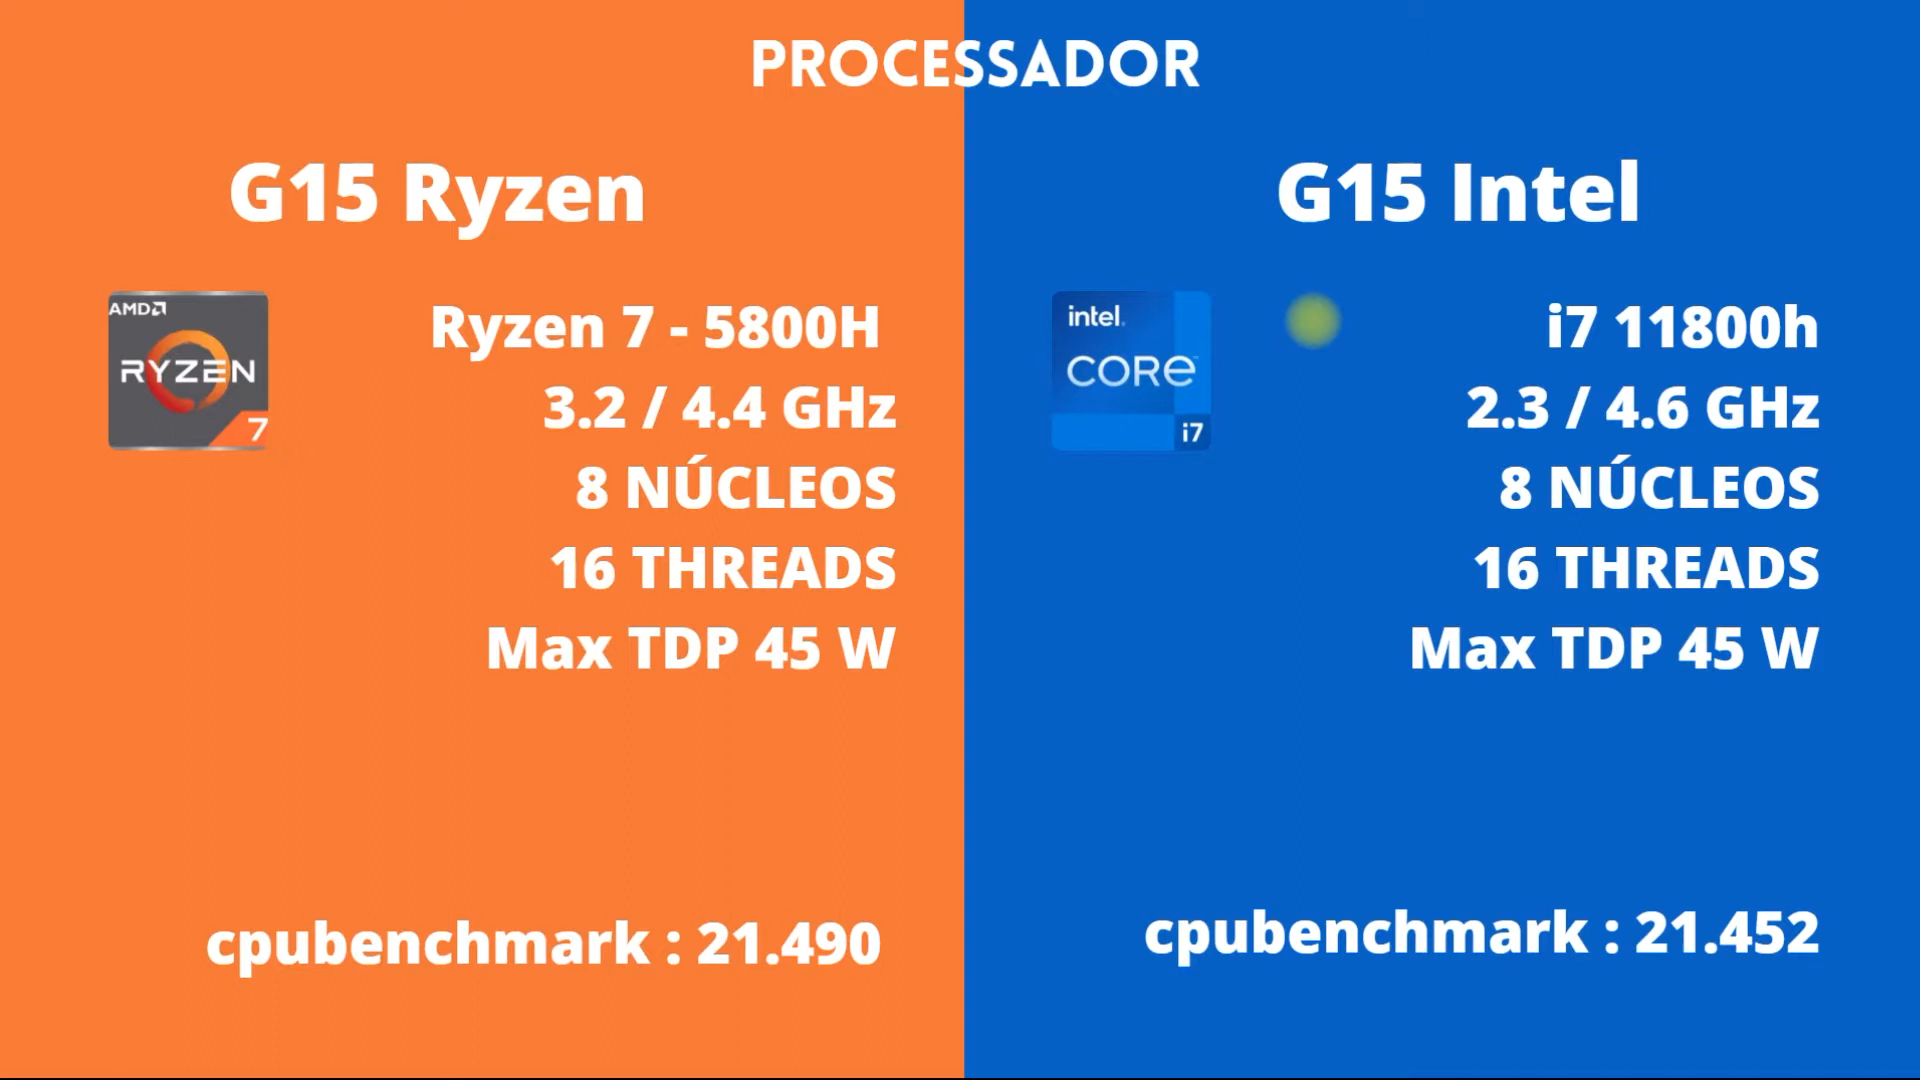 PROCESSADOR
G15 Ryzen
AMD
RYZEN
7
Ryzen 7 - 5800H
3.2 / 4.4 GHz
8 NÚCLEOS
16 THREADS
Max TDP 45 W
cpubenchmark : 21.490
G15 Intel
intel.
CORe
i7
i7 11800h
2.3 / 4.6 GHz
8 NÚCLEOS
16 THREADS
Max TDP 45 W
cpubenchmark : 21.452